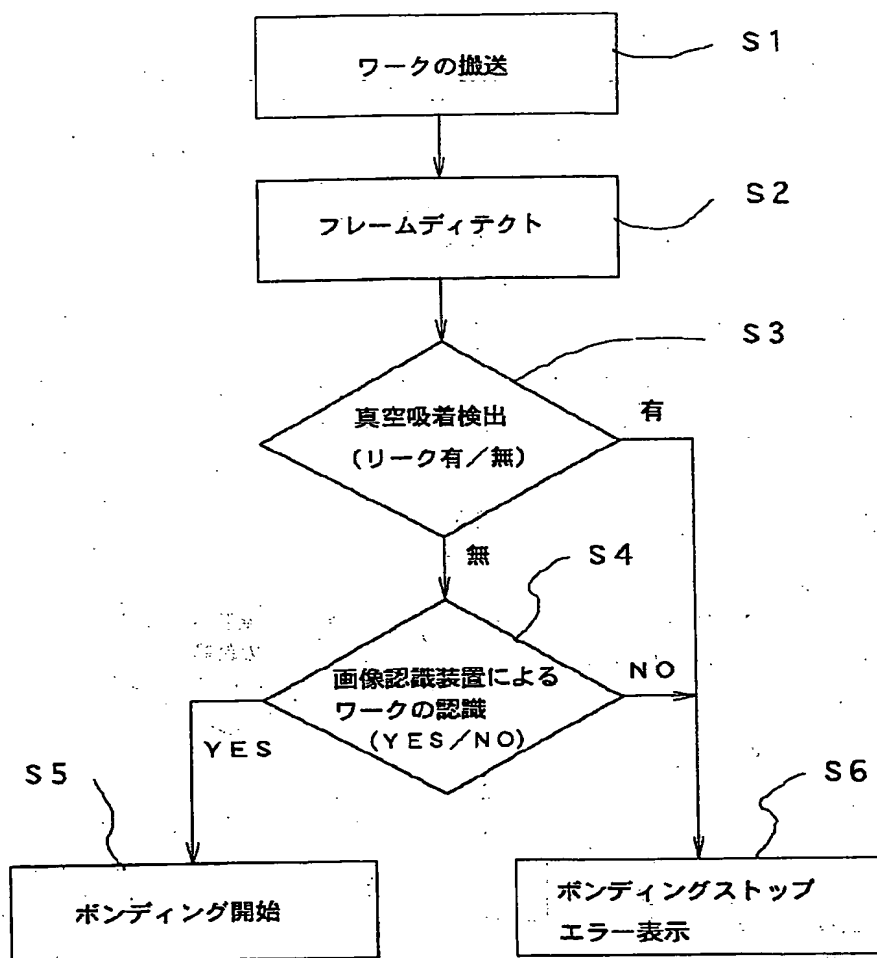 ワークの搬送
S1
フレームディテクト
S2
S3
真空吸着検出
(リーク有/無)
有
無
S4
画像認識装置による
ワークの認識
(YES/NO)
NO
YES
S5
S6
ボンディング開始
ボンディングストップ
エラー表示